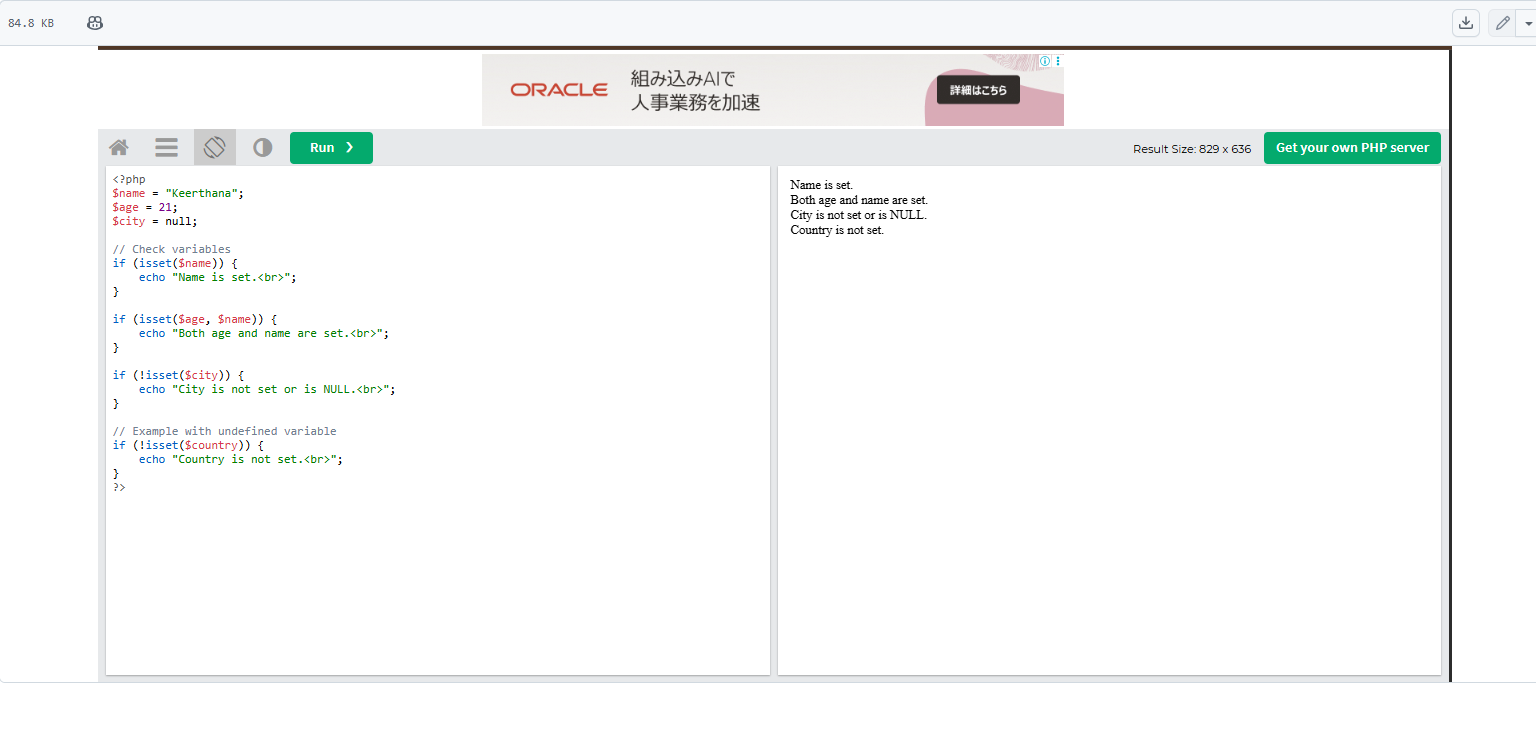 84.8 KB
ORACLE
組み込みAIで
人事業務を加速
詳細はこちら
Run ❯
Result Size: 829 x 636
Get your own PHP server
<?php
$name = "Keerthana";
$age = 21;
$city = null;

// Check variables
if (isset($name)) {
    echo "Name is set.<br>";
}

if (isset($age, $name)) {
    echo "Both age and name are set.<br>";
}

if (!isset($city)) {
    echo "City is not set or is NULL.<br>";
}

// Example with undefined variable
if (!isset($country)) {
    echo "Country is not set.<br>";
}
?>
Name is set.
Both age and name are set.
City is not set or is NULL.
Country is not set.